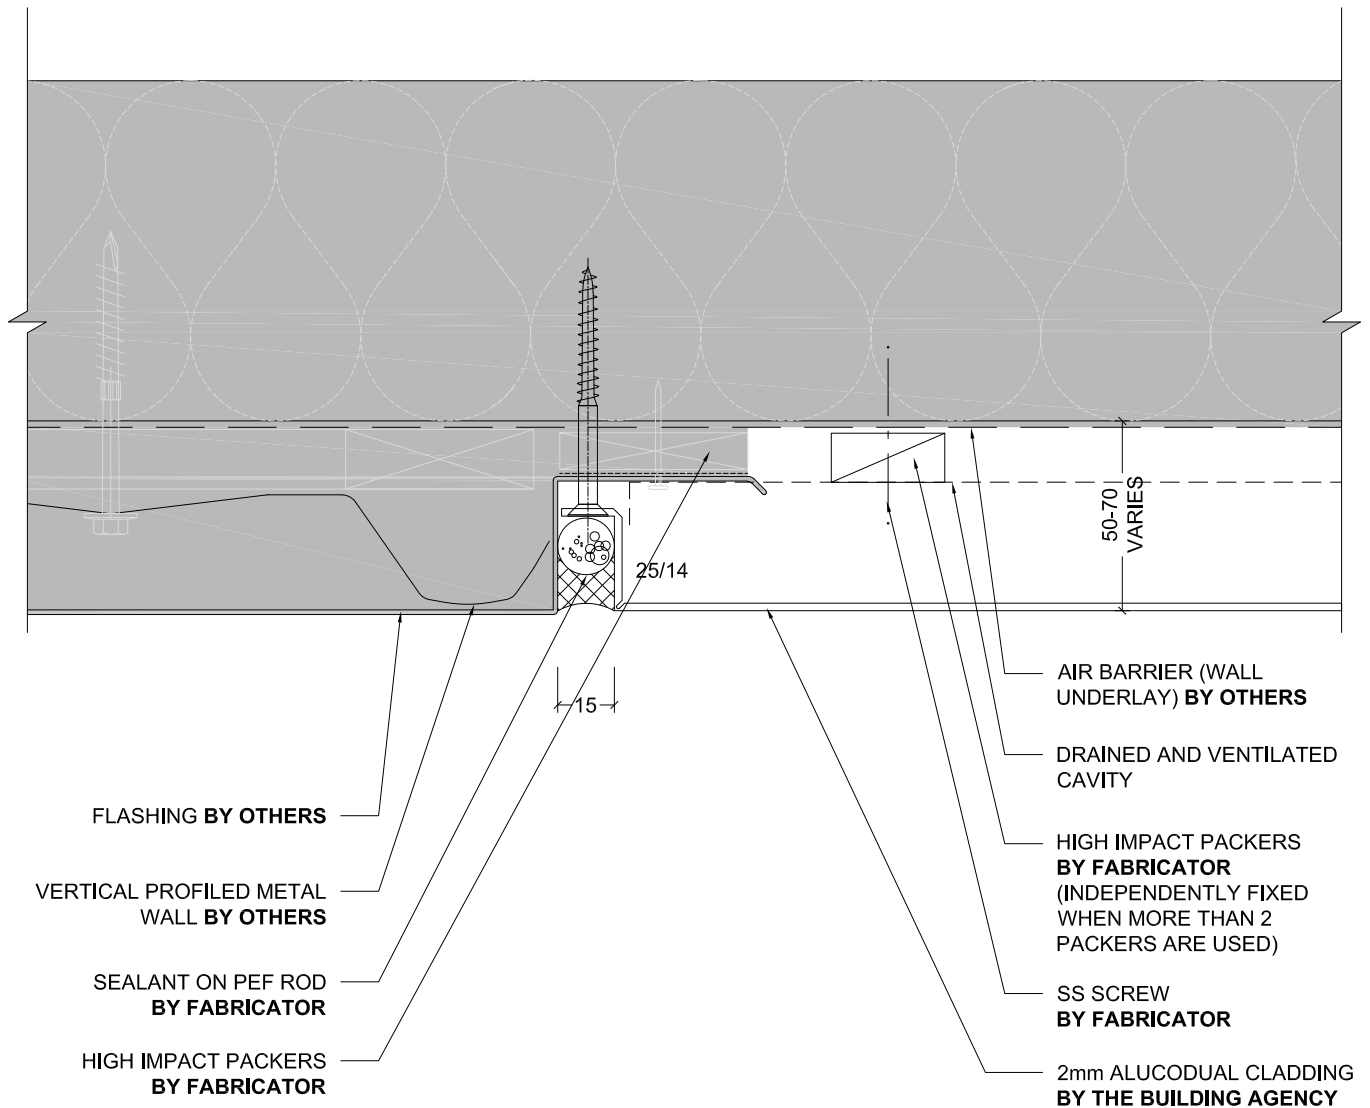 50-70
VARIES
25/14
15
FLASHING BY OTHERS
VERTICAL PROFILED METAL
WALL BY OTHERS
SEALANT ON PEF ROD
BY FABRICATOR
HIGH IMPACT PACKERS
BY FABRICATOR
AIR BARRIER (WALL
UNDERLAY) BY OTHERS
DRAINED AND VENTILATED
CAVITY
HIGH IMPACT PACKERS
BY FABRICATOR
(INDEPENDENTLY FIXED
WHEN MORE THAN 2
PACKERS ARE USED)
SS SCREW
BY FABRICATOR
2mm ALUCODUAL CLADDING
BY THE BUILDING AGENCY